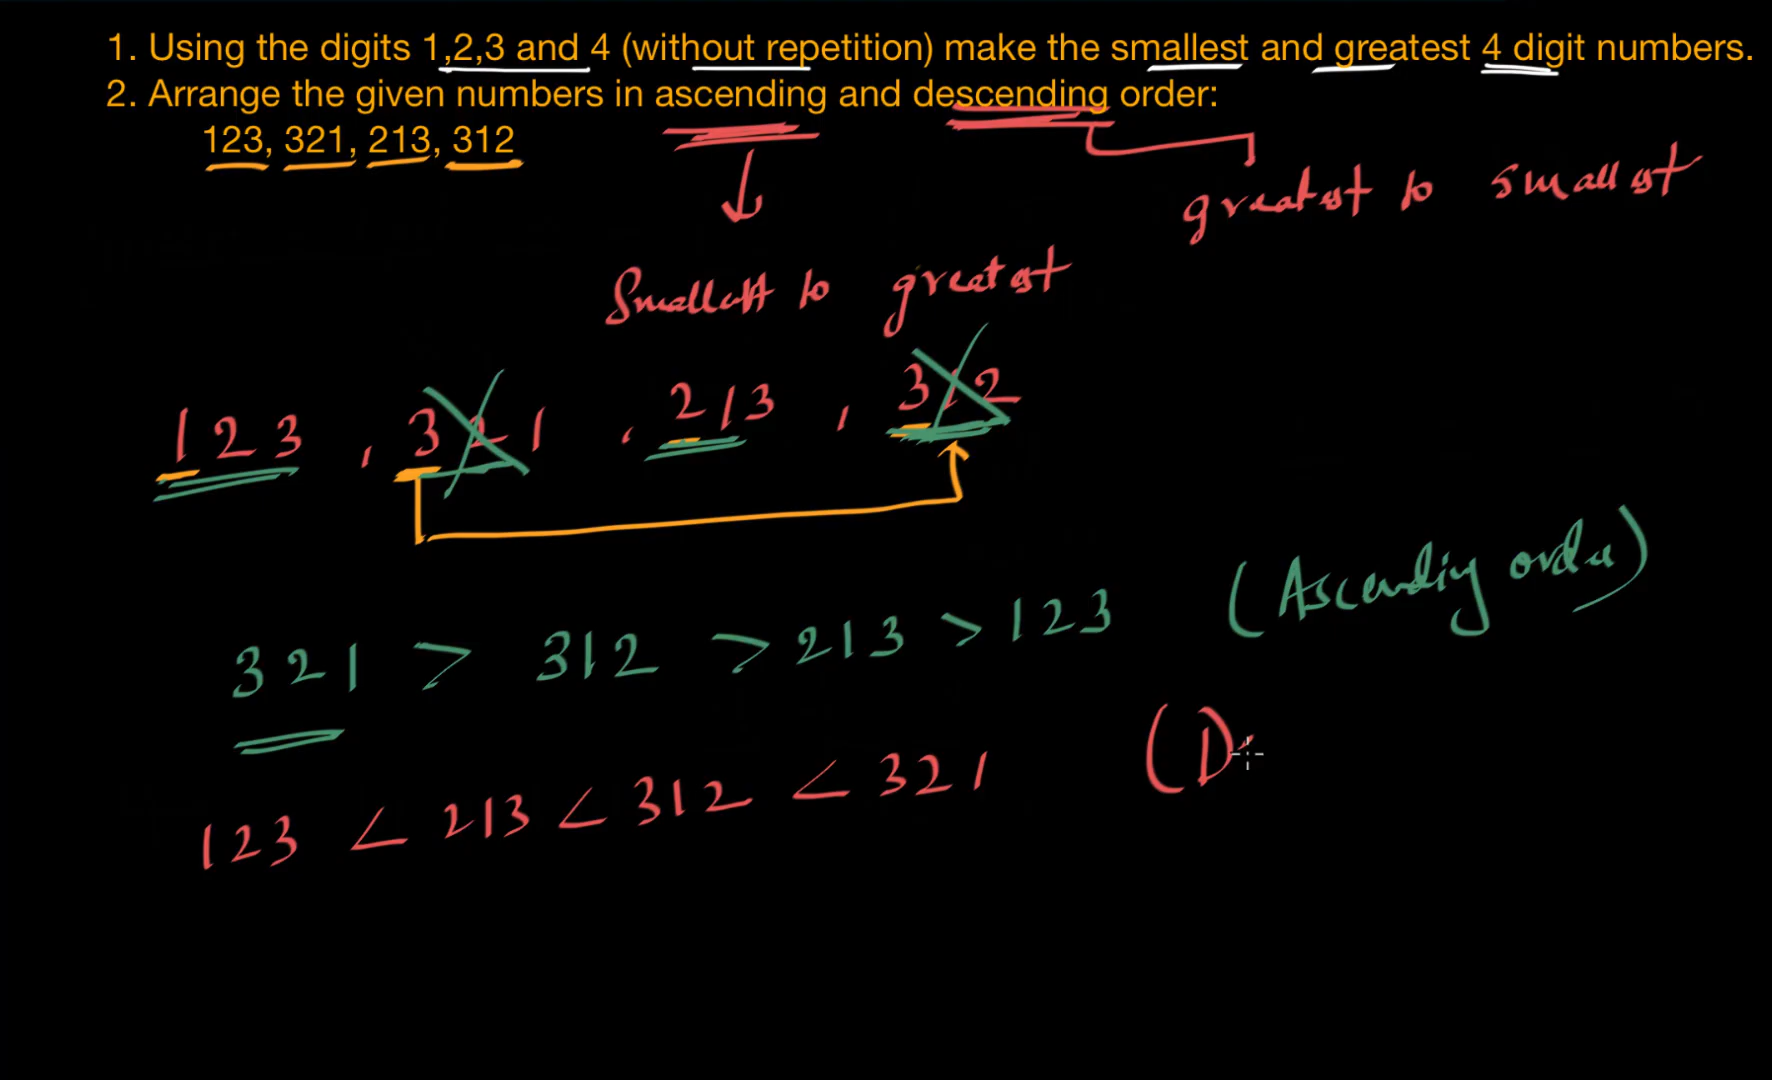 1. Using the digits 1,2,3 and 4 (without repetition) make the smallest and greatest 4 digit numbers.
2. Arrange the given numbers in ascending and descending order:
123, 321, 213, 312
greatest to smallest
Smallest to greatest
123 , 321 , 213 , 312
321 > 312 > 213 > 123 (Ascending order)
123 < 213 < 312 < 321 (D